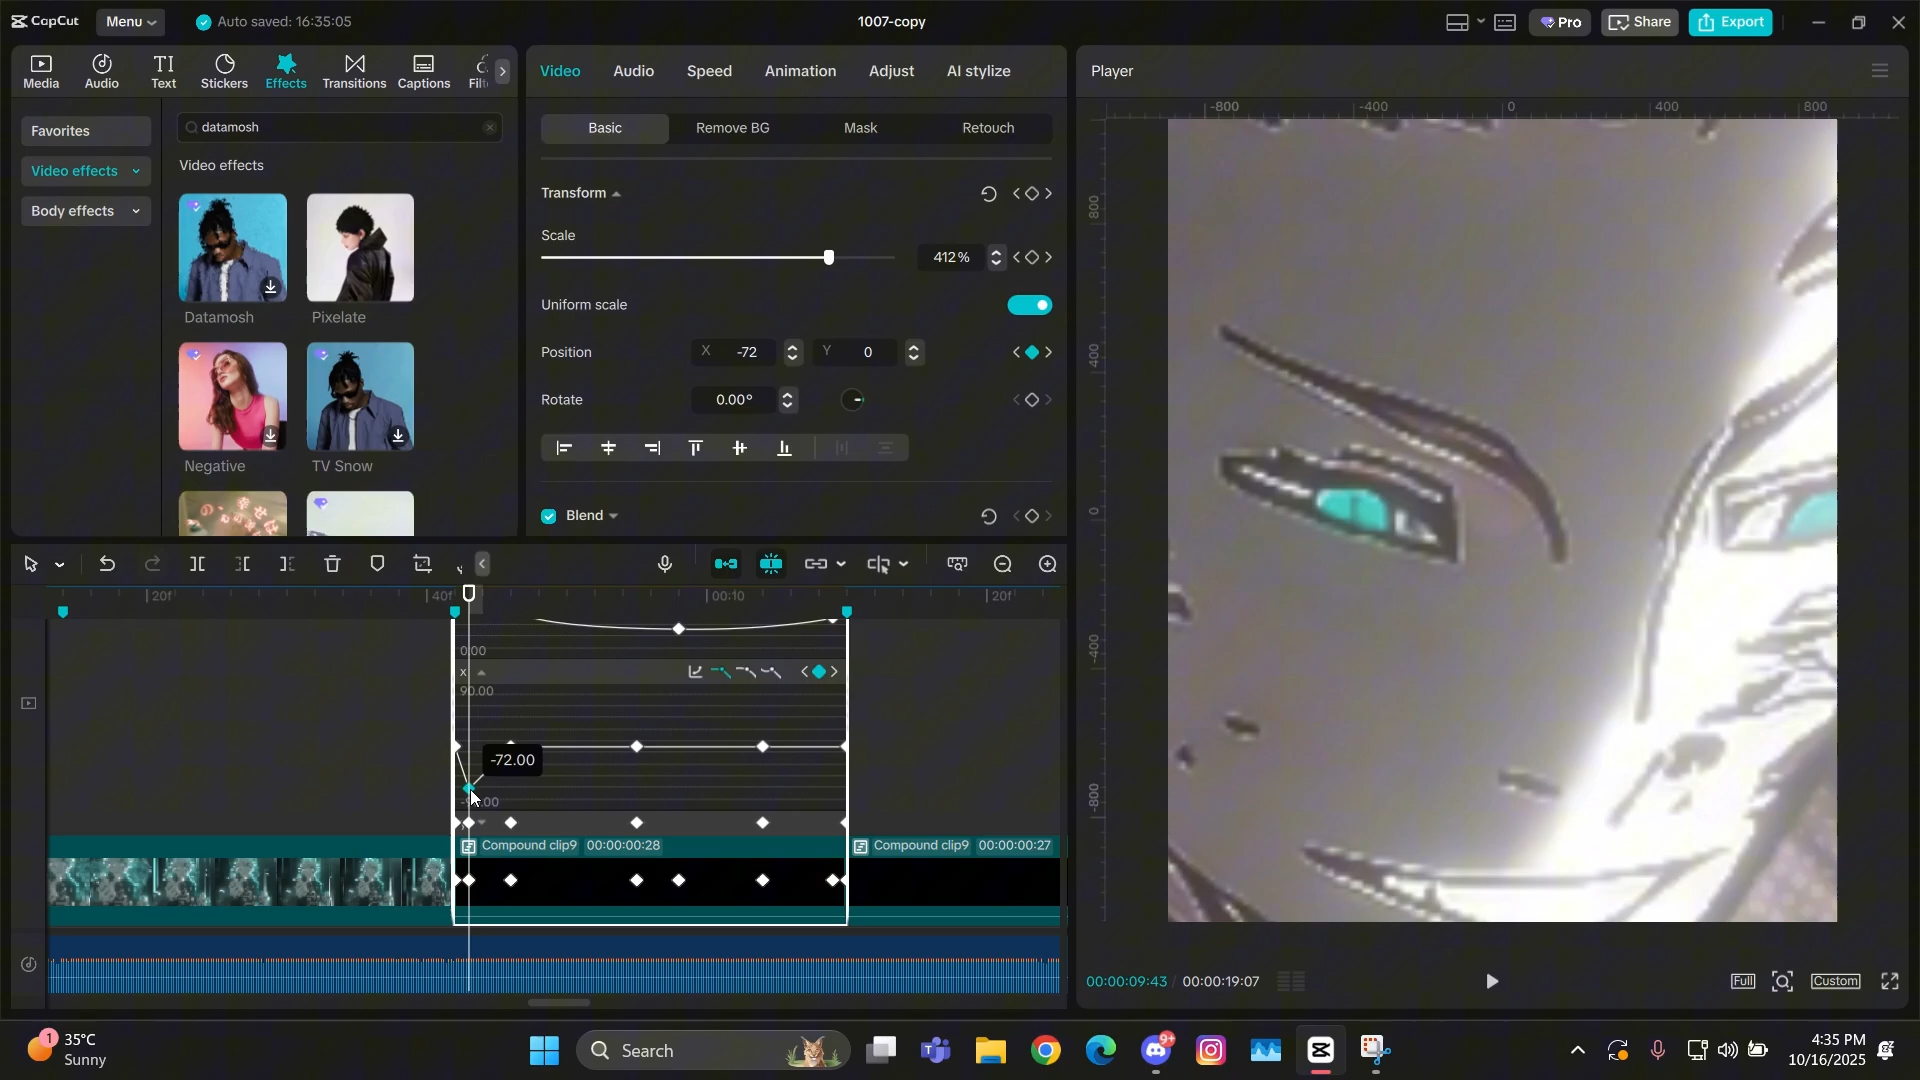 CapCut
Menu
Auto saved: 16:35:05
1007-copy
Pro
Share
Export
Media
Audio
Text
Stickers
Effects
Transitions
Captions
Favorites
Video effects
Body effects
datamosh
Video effects
Datamosh
Pixelate
Negative
TV Snow
Video
Audio
Speed
Animation
Adjust
AI stylize
Basic
Remove BG
Mask
Retouch
Transform
Scale
412%
Uniform scale
Position
X -72
Y 0
Rotate
0.00°
Blend
Player
-800
-400
0
400
800
800
400
0
-400
-800
20f
40f
00:10
20f
0.00
x
90.00
-72.00
Compound clip9 00:00:00:28
Compound clip9 00:00:00:27
00:00:09:43 / 00:00:19:07
Full
Custom
1
35°C
Sunny
Search
9+
4:35 PM
10/16/2025